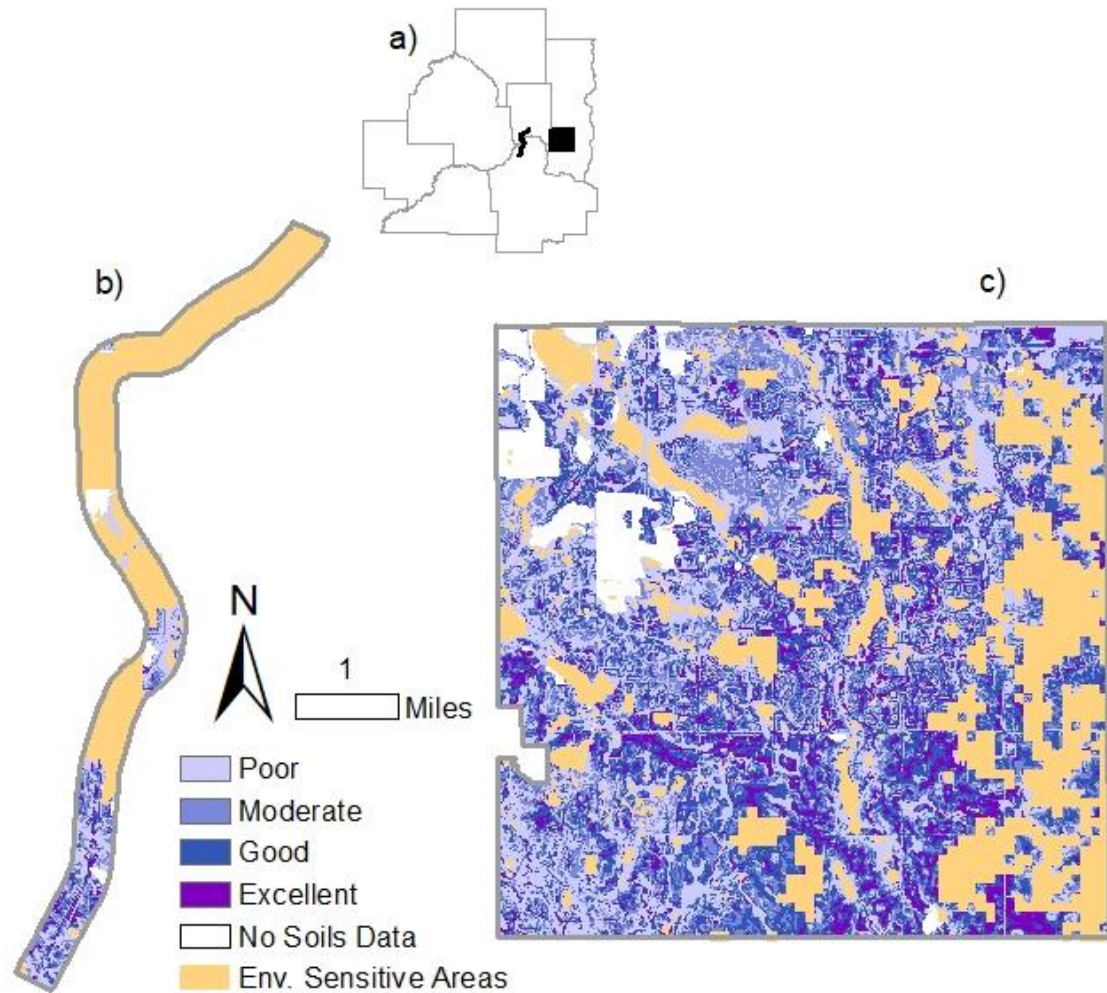 a)
b)
c)
N
1
Miles
Poor
Moderate
Good
Excellent
No Soils Data
Env. Sensitive Areas